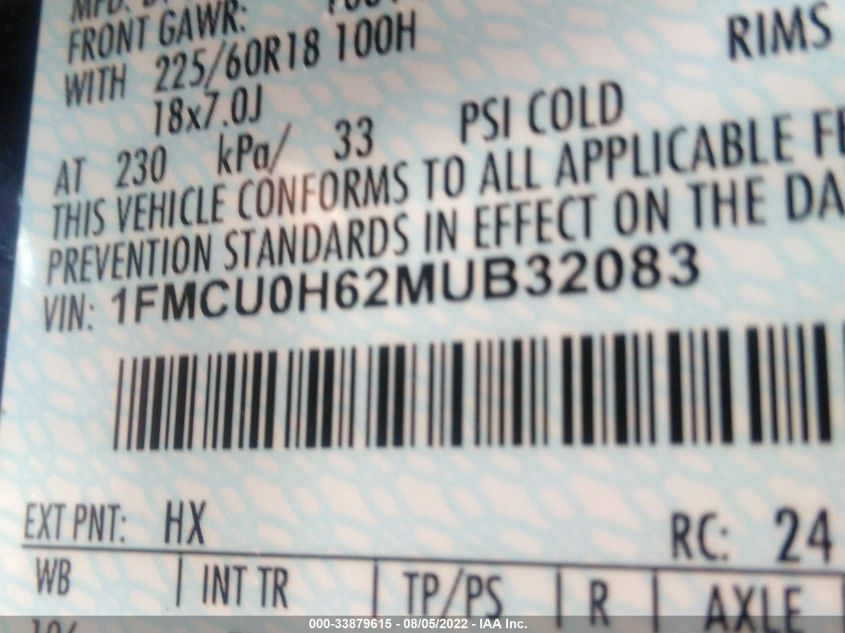 FRONT GAWR:
WITH 225/60R18 100H RIMS
18x7.0J
AT 230 kPa/ 33 PSI COLD
THIS VEHICLE CONFORMS TO ALL APPLICABLE FE
PREVENTION STANDARDS IN EFFECT ON THE DA
VIN: 1FMCU0H62MUB32083
EXT PNT: HX RC: 24
WB INT TR TP/PS R AXLE
000-33879615 - 08/05/2022 - IAA Inc.